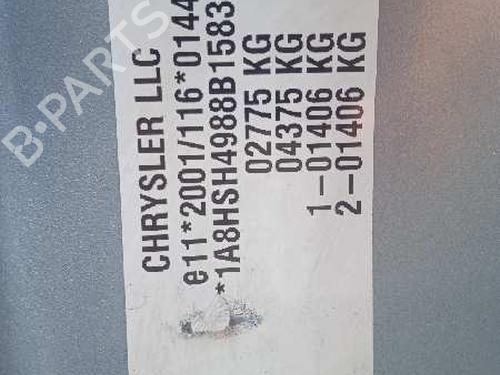 CHRYSLER LLC
e11*2001/116*0144
*1A8HSH4988B1583
02775 KG
04375 KG
1-01406 KG
2-01406 KG
B-PARTS